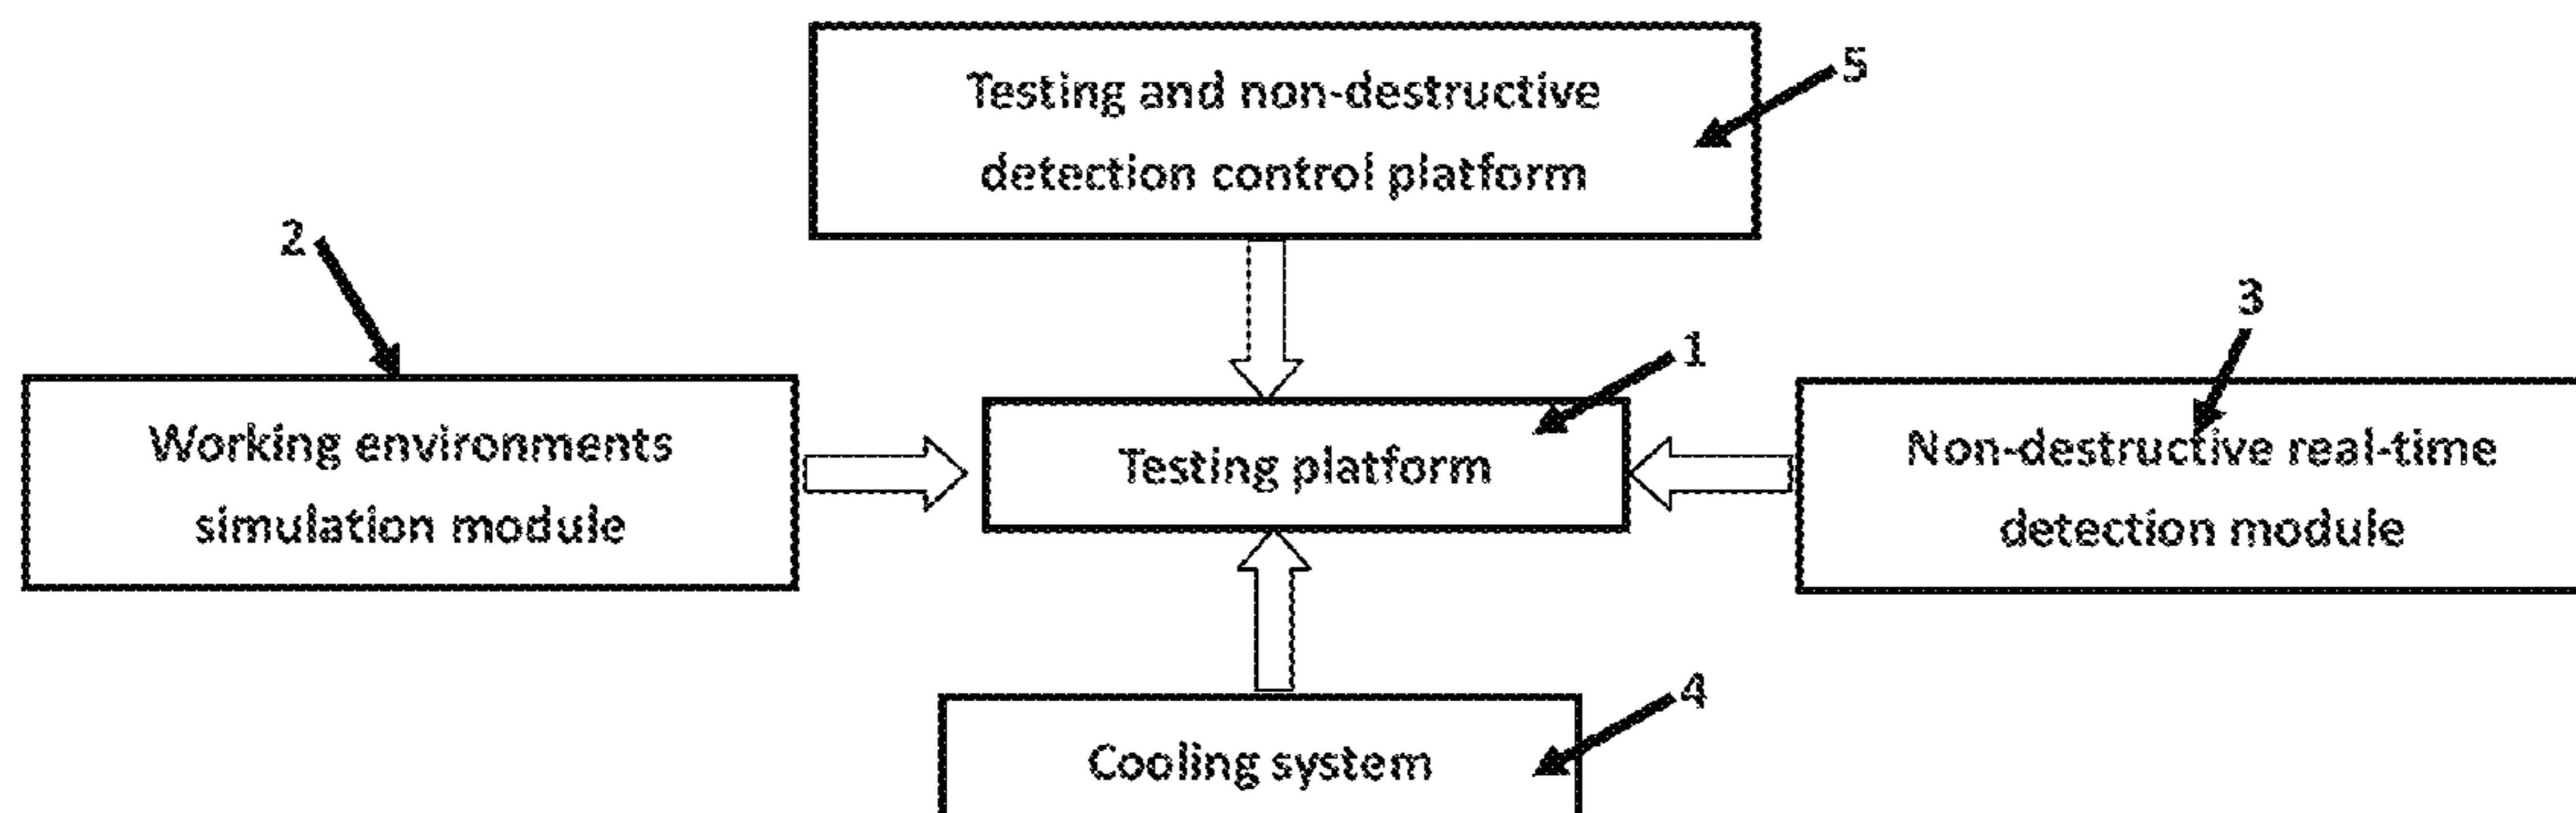 Testing and non-destructive
detection control platform
5
2
Working environments
simulation module
1
Testing platform
3
Non-destructive real-time
detection module
4
Cooling system